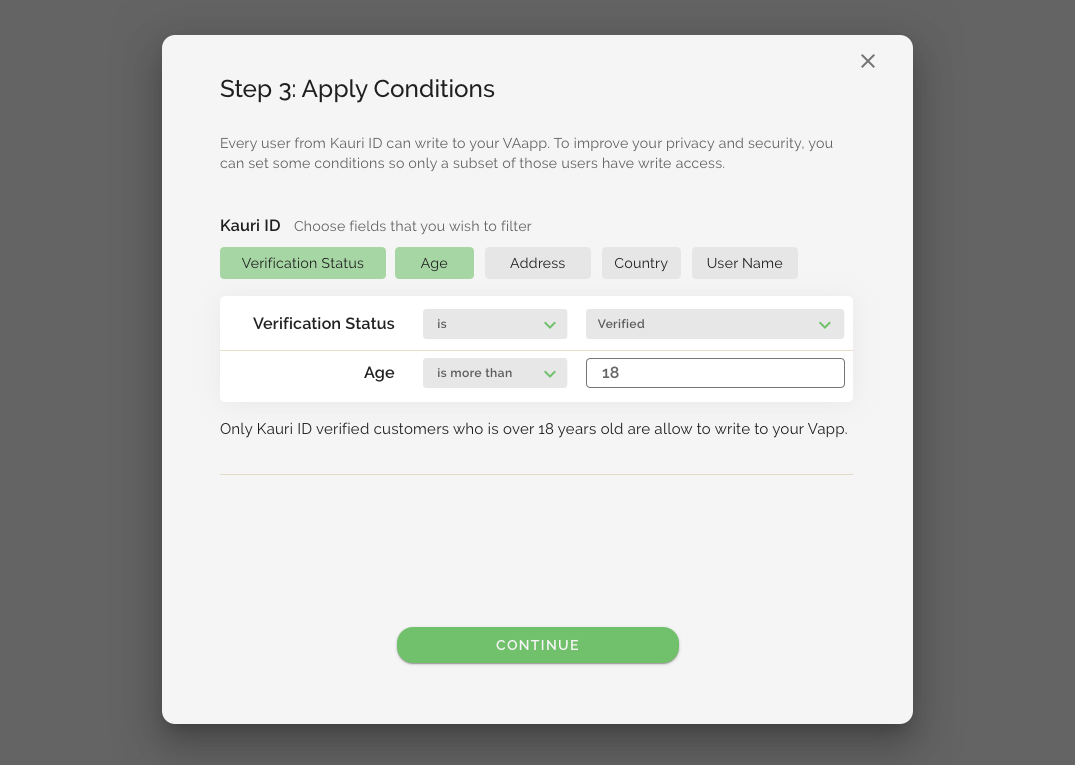 Step 3: Apply Conditions
Every user from Kauri ID can write to your VAapp. To improve your privacy and security, you
can set some conditions so only a subset of those users have write access.
Kauri ID Choose fields that you wish to filter
Verification Status Age Address Country User Name
Verification Status is Verified
Age is more than 18
Only Kauri ID verified customers who is over 18 years old are allow to write to your Vapp.
CONTINUE